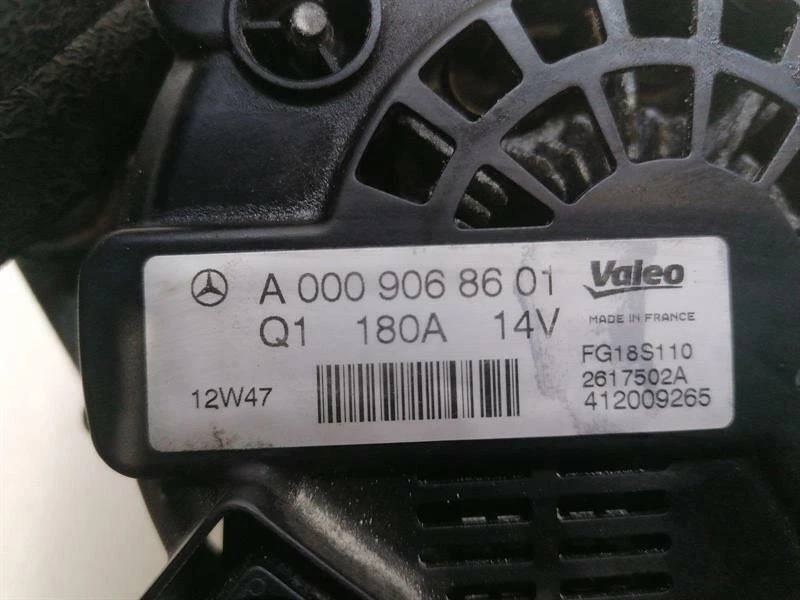 A 000 906 86 01
Valeo
Q1 180A 14V
MADE IN FRANCE
FG18S110
12W47
2617502A
412009265